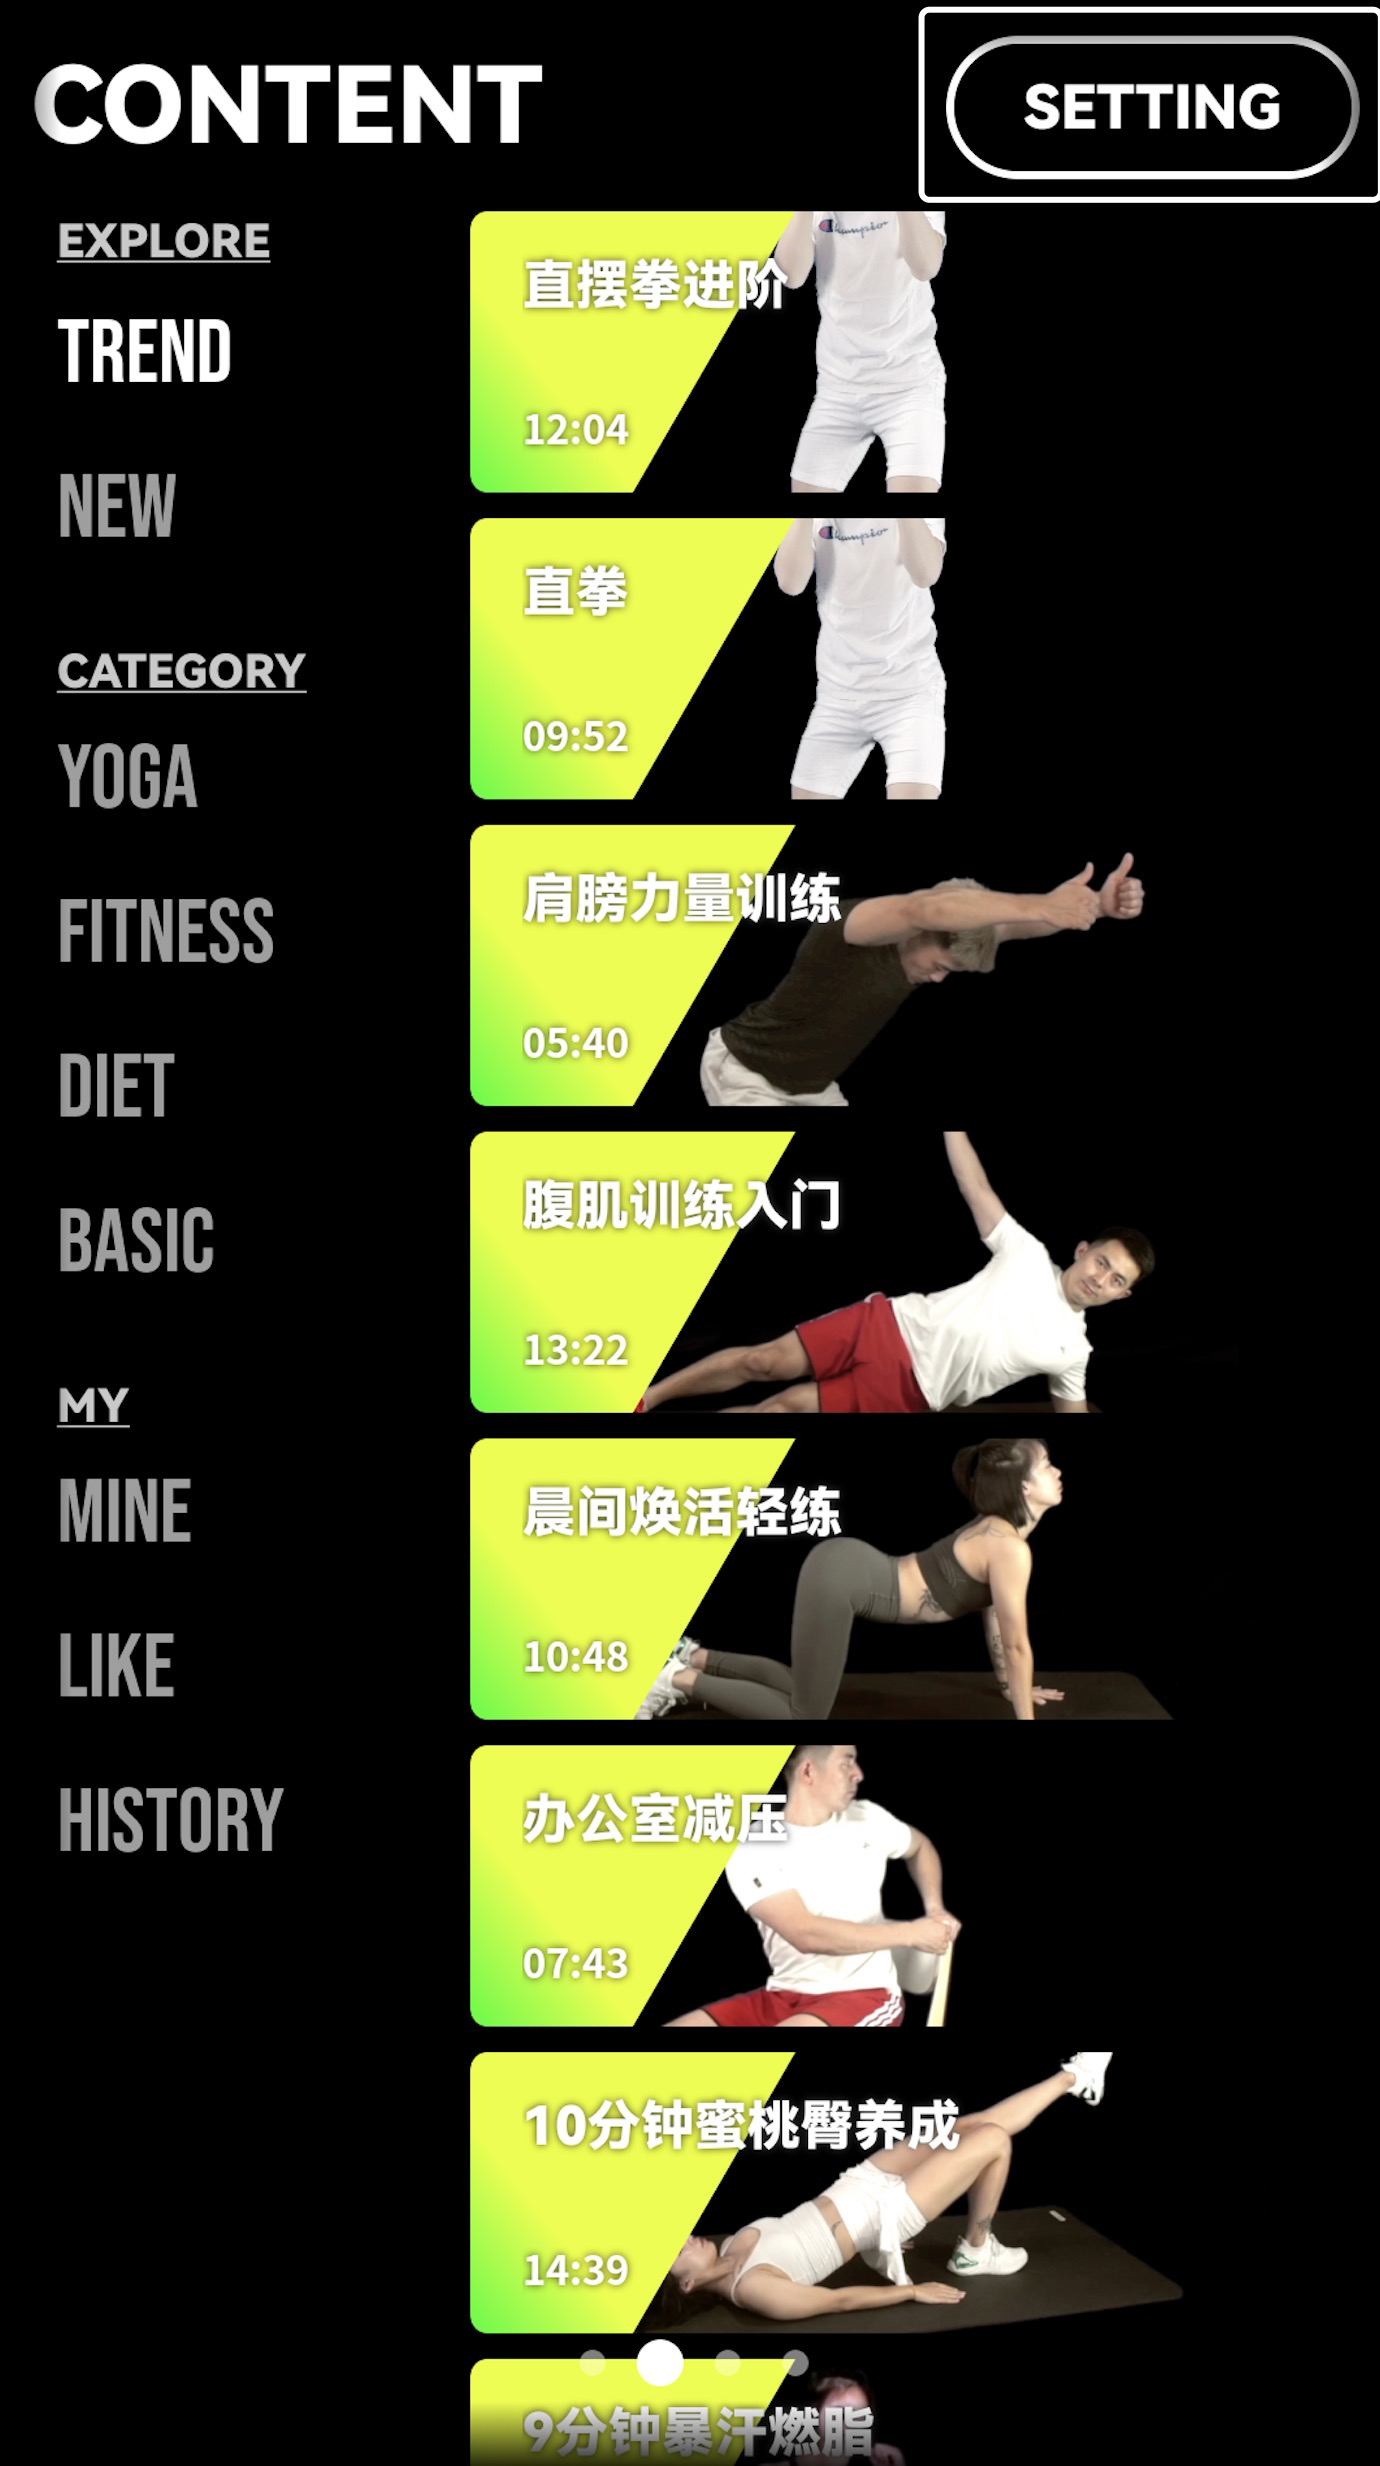 CONTENT
SETTING
EXPLORE
TREND
NEW
CATEGORY
YOGA
FITNESS
DIET
BASIC
MY
MINE
LIKE
HISTORY
直摆拳进阶
Champion
12:04
直拳
Champion
09:52
肩膀力量训练
05:40
腹肌训练入门
13:22
晨间焕活轻练
10:48
办公室减压
07:43
10分钟蜜桃臀养成
14:39
9分钟暴汗燃脂